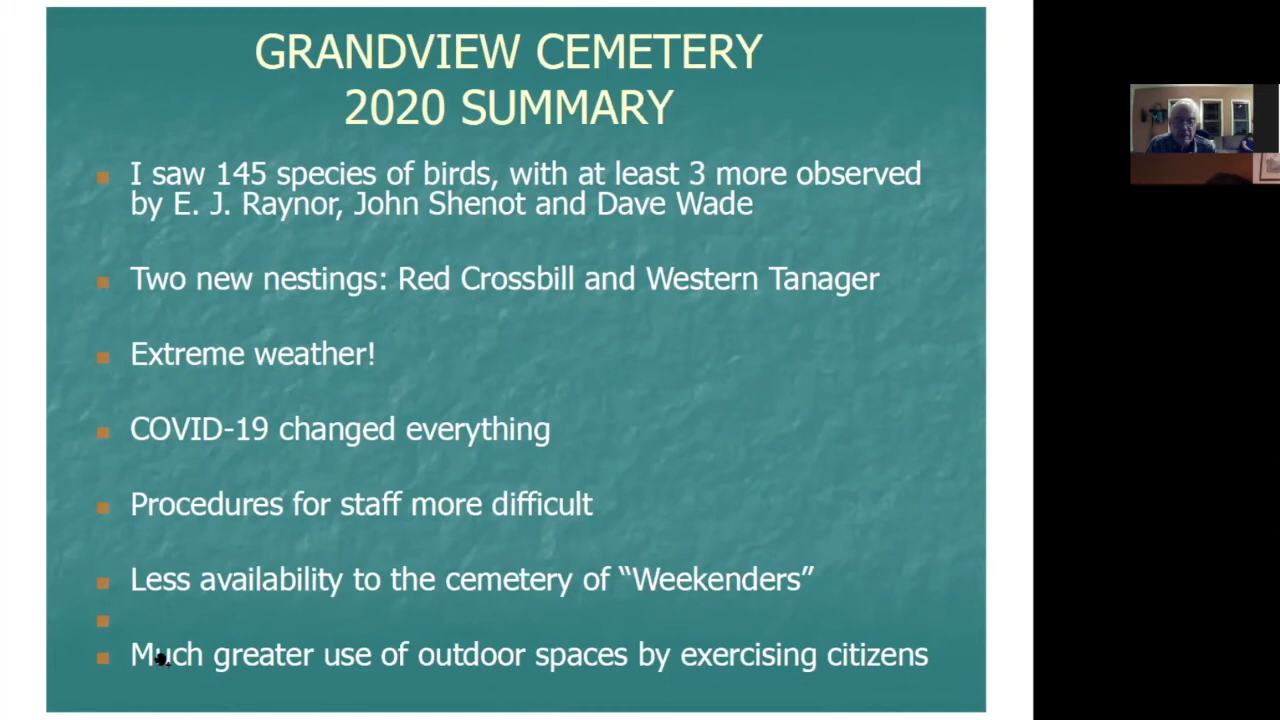 GRANDVIEW CEMETERY
2020 SUMMARY
I saw 145 species of birds, with at least 3 more observed
by E. J. Raynor, John Shenot and Dave Wade
Two new nestings: Red Crossbill and Western Tanager
Extreme weather!
COVID-19 changed everything
Procedures for staff more difficult
Less availability to the cemetery of “Weekenders”
Much greater use of outdoor spaces by exercising citizens